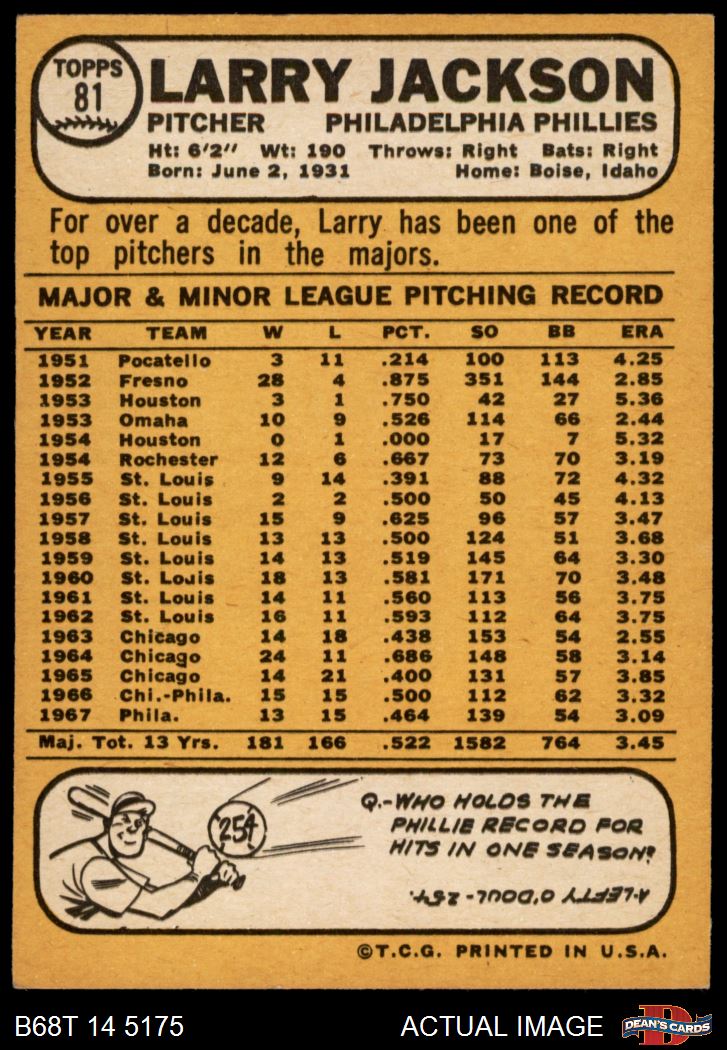 TOPPS
81
LARRY JACKSON
PITCHER PHILADELPHIA PHILLIES
Ht: 6'2" Wt: 190 Throws: Right Bats: Right
Born: June 2, 1931 Home: Boise, Idaho
For over a decade, Larry has been one of the
top pitchers in the majors.
MAJOR & MINOR LEAGUE PITCHING RECORD
YEAR TEAM W L PCT. SO BB ERA
1951 Pocatello 3 11 .214 100 113 4.25
1952 Fresno 28 4 .875 351 144 2.85
1953 Houston 3 1 .750 42 27 5.36
1953 Omaha 10 9 .526 114 66 2.44
1954 Houston 0 1 .000 17 7 5.32
1954 Rochester 12 6 .667 73 70 3.19
1955 St. Louis 9 14 .391 88 72 4.32
1956 St. Louis 2 2 .500 50 45 4.13
1957 St. Louis 15 9 .625 96 57 3.47
1958 St. Louis 13 13 .500 124 51 3.68
1959 St. Louis 14 13 .519 145 64 3.30
1960 St. Louis 18 13 .581 171 70 3.48
1961 St. Louis 14 11 .560 113 56 3.75
1962 St. Louis 16 11 .593 112 64 3.75
1963 Chicago 14 18 .438 153 54 2.55
1964 Chicago 24 11 .686 148 58 3.14
1965 Chicago 14 21 .400 131 57 3.85
1966 Chi.-Phila. 15 15 .500 112 62 3.32
1967 Phila. 13 15 .464 139 54 3.09
Maj. Tot. 13 Yrs. 181 166 .522 1582 764 3.45
254
Q.-WHO HOLDS THE
PHILLIE RECORD FOR
HITS IN ONE SEASON?
A-LEFTY O'DOUL - 254.
©T.C.G. PRINTED IN U.S.A.
B68T 14 5175 ACTUAL IMAGE
D
DEAN'S CARDS